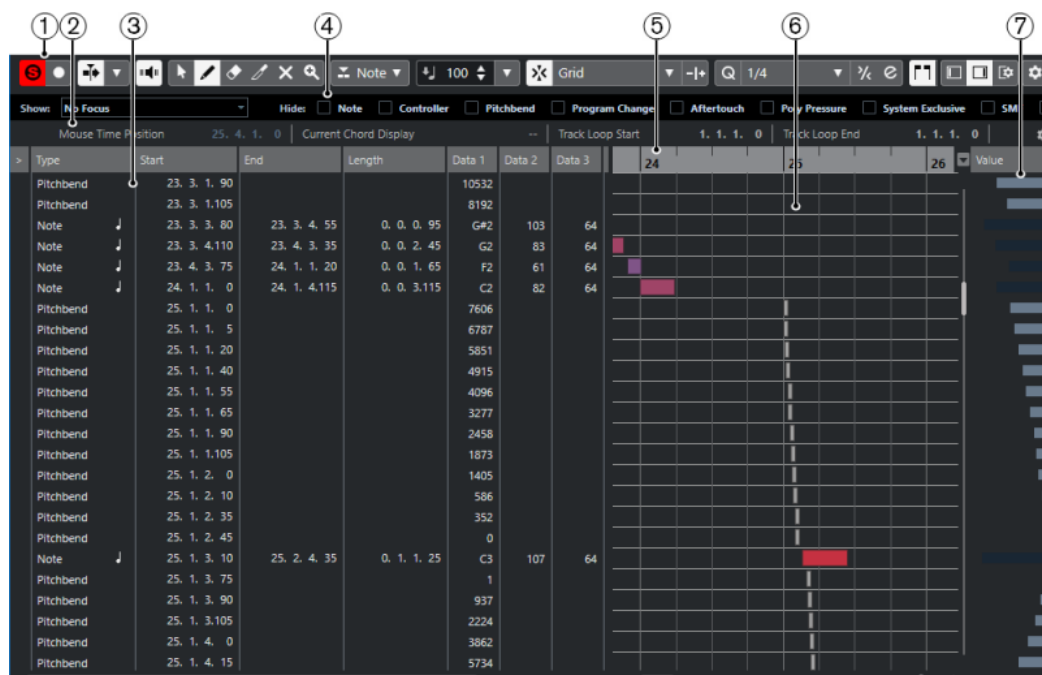 ① ② ③ ④ ⑤ ⑥ ⑦
S Note 100 Grid Q 1/4
Show: No Focus Hide: Note Controller Pitchbend Program Change Aftertouch Poly Pressure System Exclusive SM
Mouse Time Position 25. 4. 1. 0 Current Chord Display -- Track Loop Start 1. 1. 1. 0 Track Loop End 1. 1. 1. 0
> Type Start End Length Data 1 Data 2 Data 3 24 25 26 Value
Pitchbend 23. 3. 1. 90 10532
Pitchbend 23. 3. 1.105 8192
Note 23. 3. 3. 80 23. 3. 4. 55 0. 0. 0. 95 G#2 103 64
Note 23. 3. 4.110 23. 4. 3. 35 0. 0. 2. 45 G2 83 64
Note 23. 4. 3. 75 24. 1. 1. 20 0. 0. 1. 65 F2 61 64
Note 24. 1. 1. 0 24. 1. 4.115 0. 0. 3.115 C2 82 64
Pitchbend 25. 1. 1. 0 7606
Pitchbend 25. 1. 1. 5 6787
Pitchbend 25. 1. 1. 20 5851
Pitchbend 25. 1. 1. 40 4915
Pitchbend 25. 1. 1. 55 4096
Pitchbend 25. 1. 1. 65 3277
Pitchbend 25. 1. 1. 90 2458
Pitchbend 25. 1. 1.105 1873
Pitchbend 25. 1. 2. 0 1405
Pitchbend 25. 1. 2. 10 586
Pitchbend 25. 1. 2. 35 352
Pitchbend 25. 1. 2. 45 0
Note 25. 1. 3. 10 25. 2. 4. 35 0. 1. 1. 25 C3 107 64
Pitchbend 25. 1. 3. 75 1
Pitchbend 25. 1. 3. 90 937
Pitchbend 25. 1. 3.105 2224
Pitchbend 25. 1. 4. 0 3862
Pitchbend 25. 1. 4. 15 5734